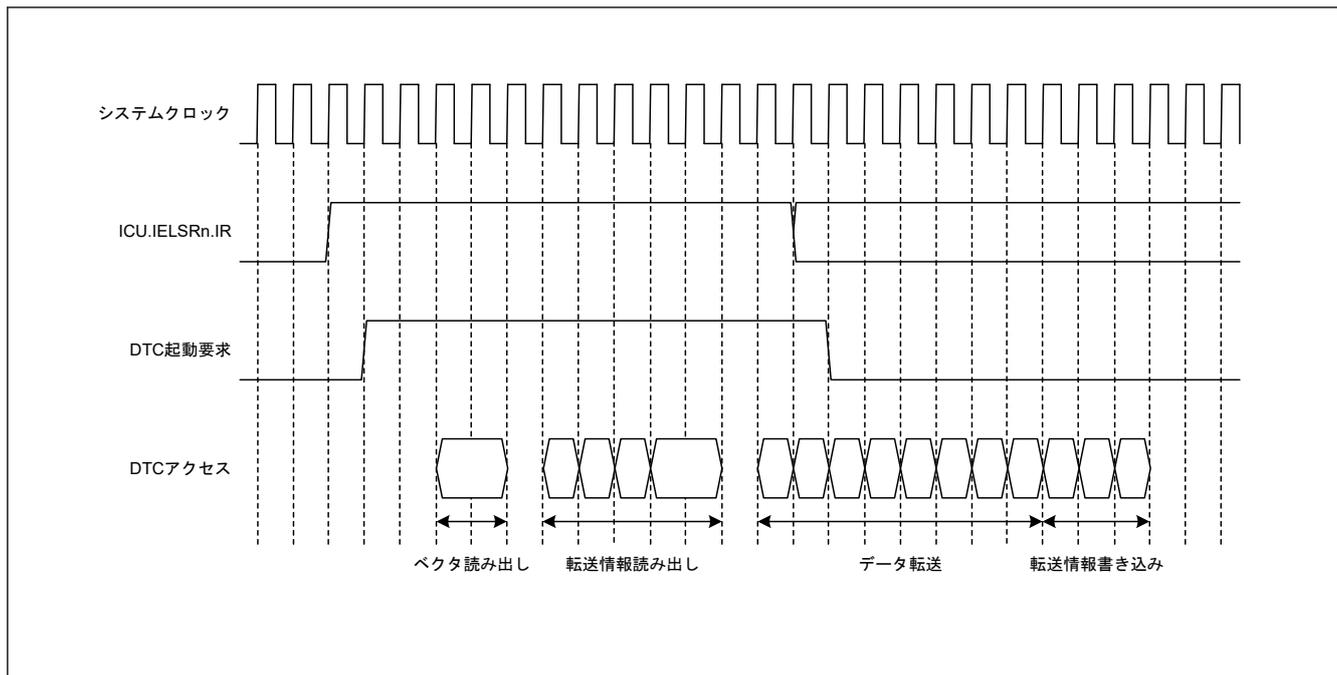 システムクロック
ICU.IELSRn.IR
DTC起動要求
DTCアクセス
ベクタ読み出し
転送情報読み出し
データ転送
転送情報書き込み